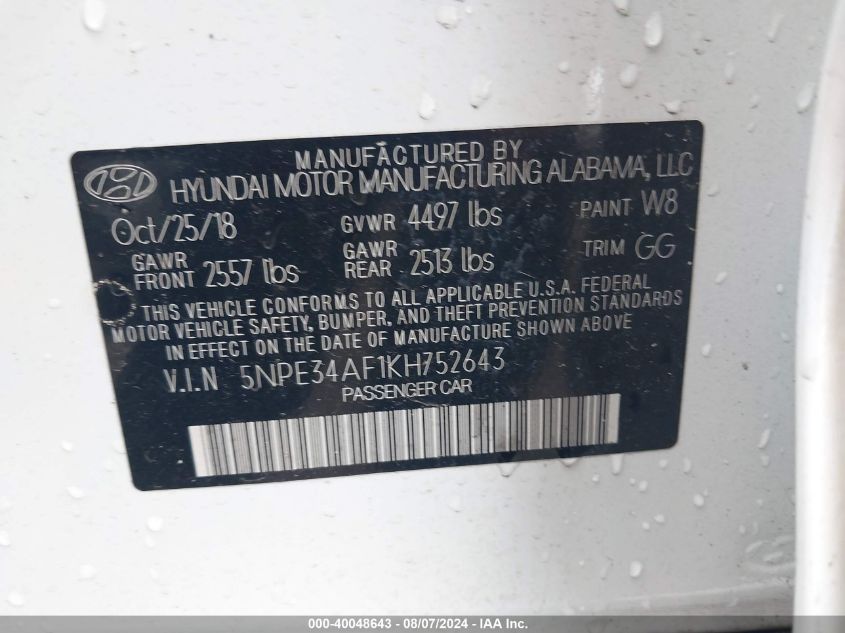 MANUFACTURED BY
HYUNDAI MOTOR MANUFACTURING ALABAMA, LLC
Oct/25/18 GVWR 4497 lbs PAINT W8
GAWR FRONT 2557 lbs GAWR REAR 2513 lbs TRIM GG
THIS VEHICLE CONFORMS TO ALL APPLICABLE U.S.A. FEDERAL
MOTOR VEHICLE SAFETY, BUMPER, AND THEFT PREVENTION STANDARDS
IN EFFECT ON THE DATE OF MANUFACTURE SHOWN ABOVE
V.I.N 5NPE34AF1KH752643
PASSENGER CAR
000-40048643 - 08/07/2024 - IAA Inc.